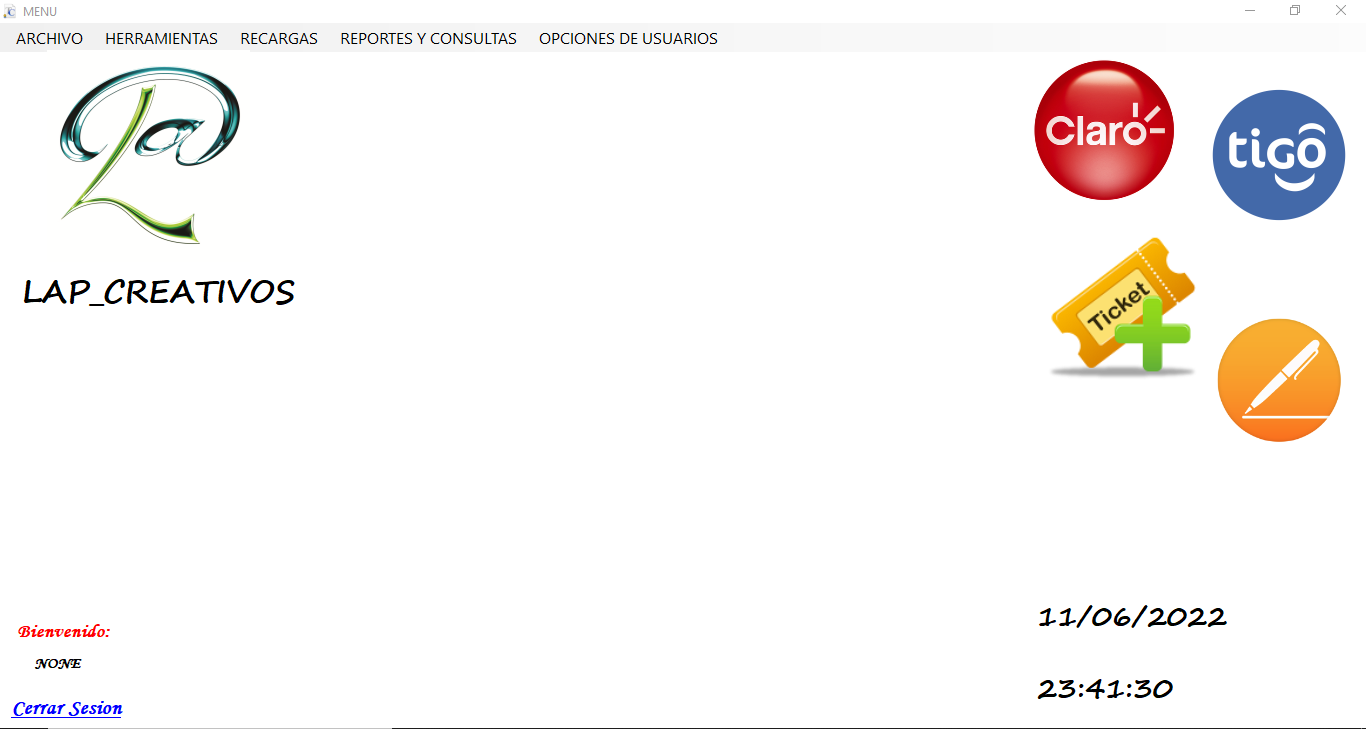 MENU
ARCHIVO HERRAMIENTAS RECARGAS REPORTES Y CONSULTAS OPCIONES DE USUARIOS
La
Claro
tigo
LAP_CREATIVOS
Ticket
Bienvenido:
NONE
Cerrar Sesion
11/06/2022
23:41:30